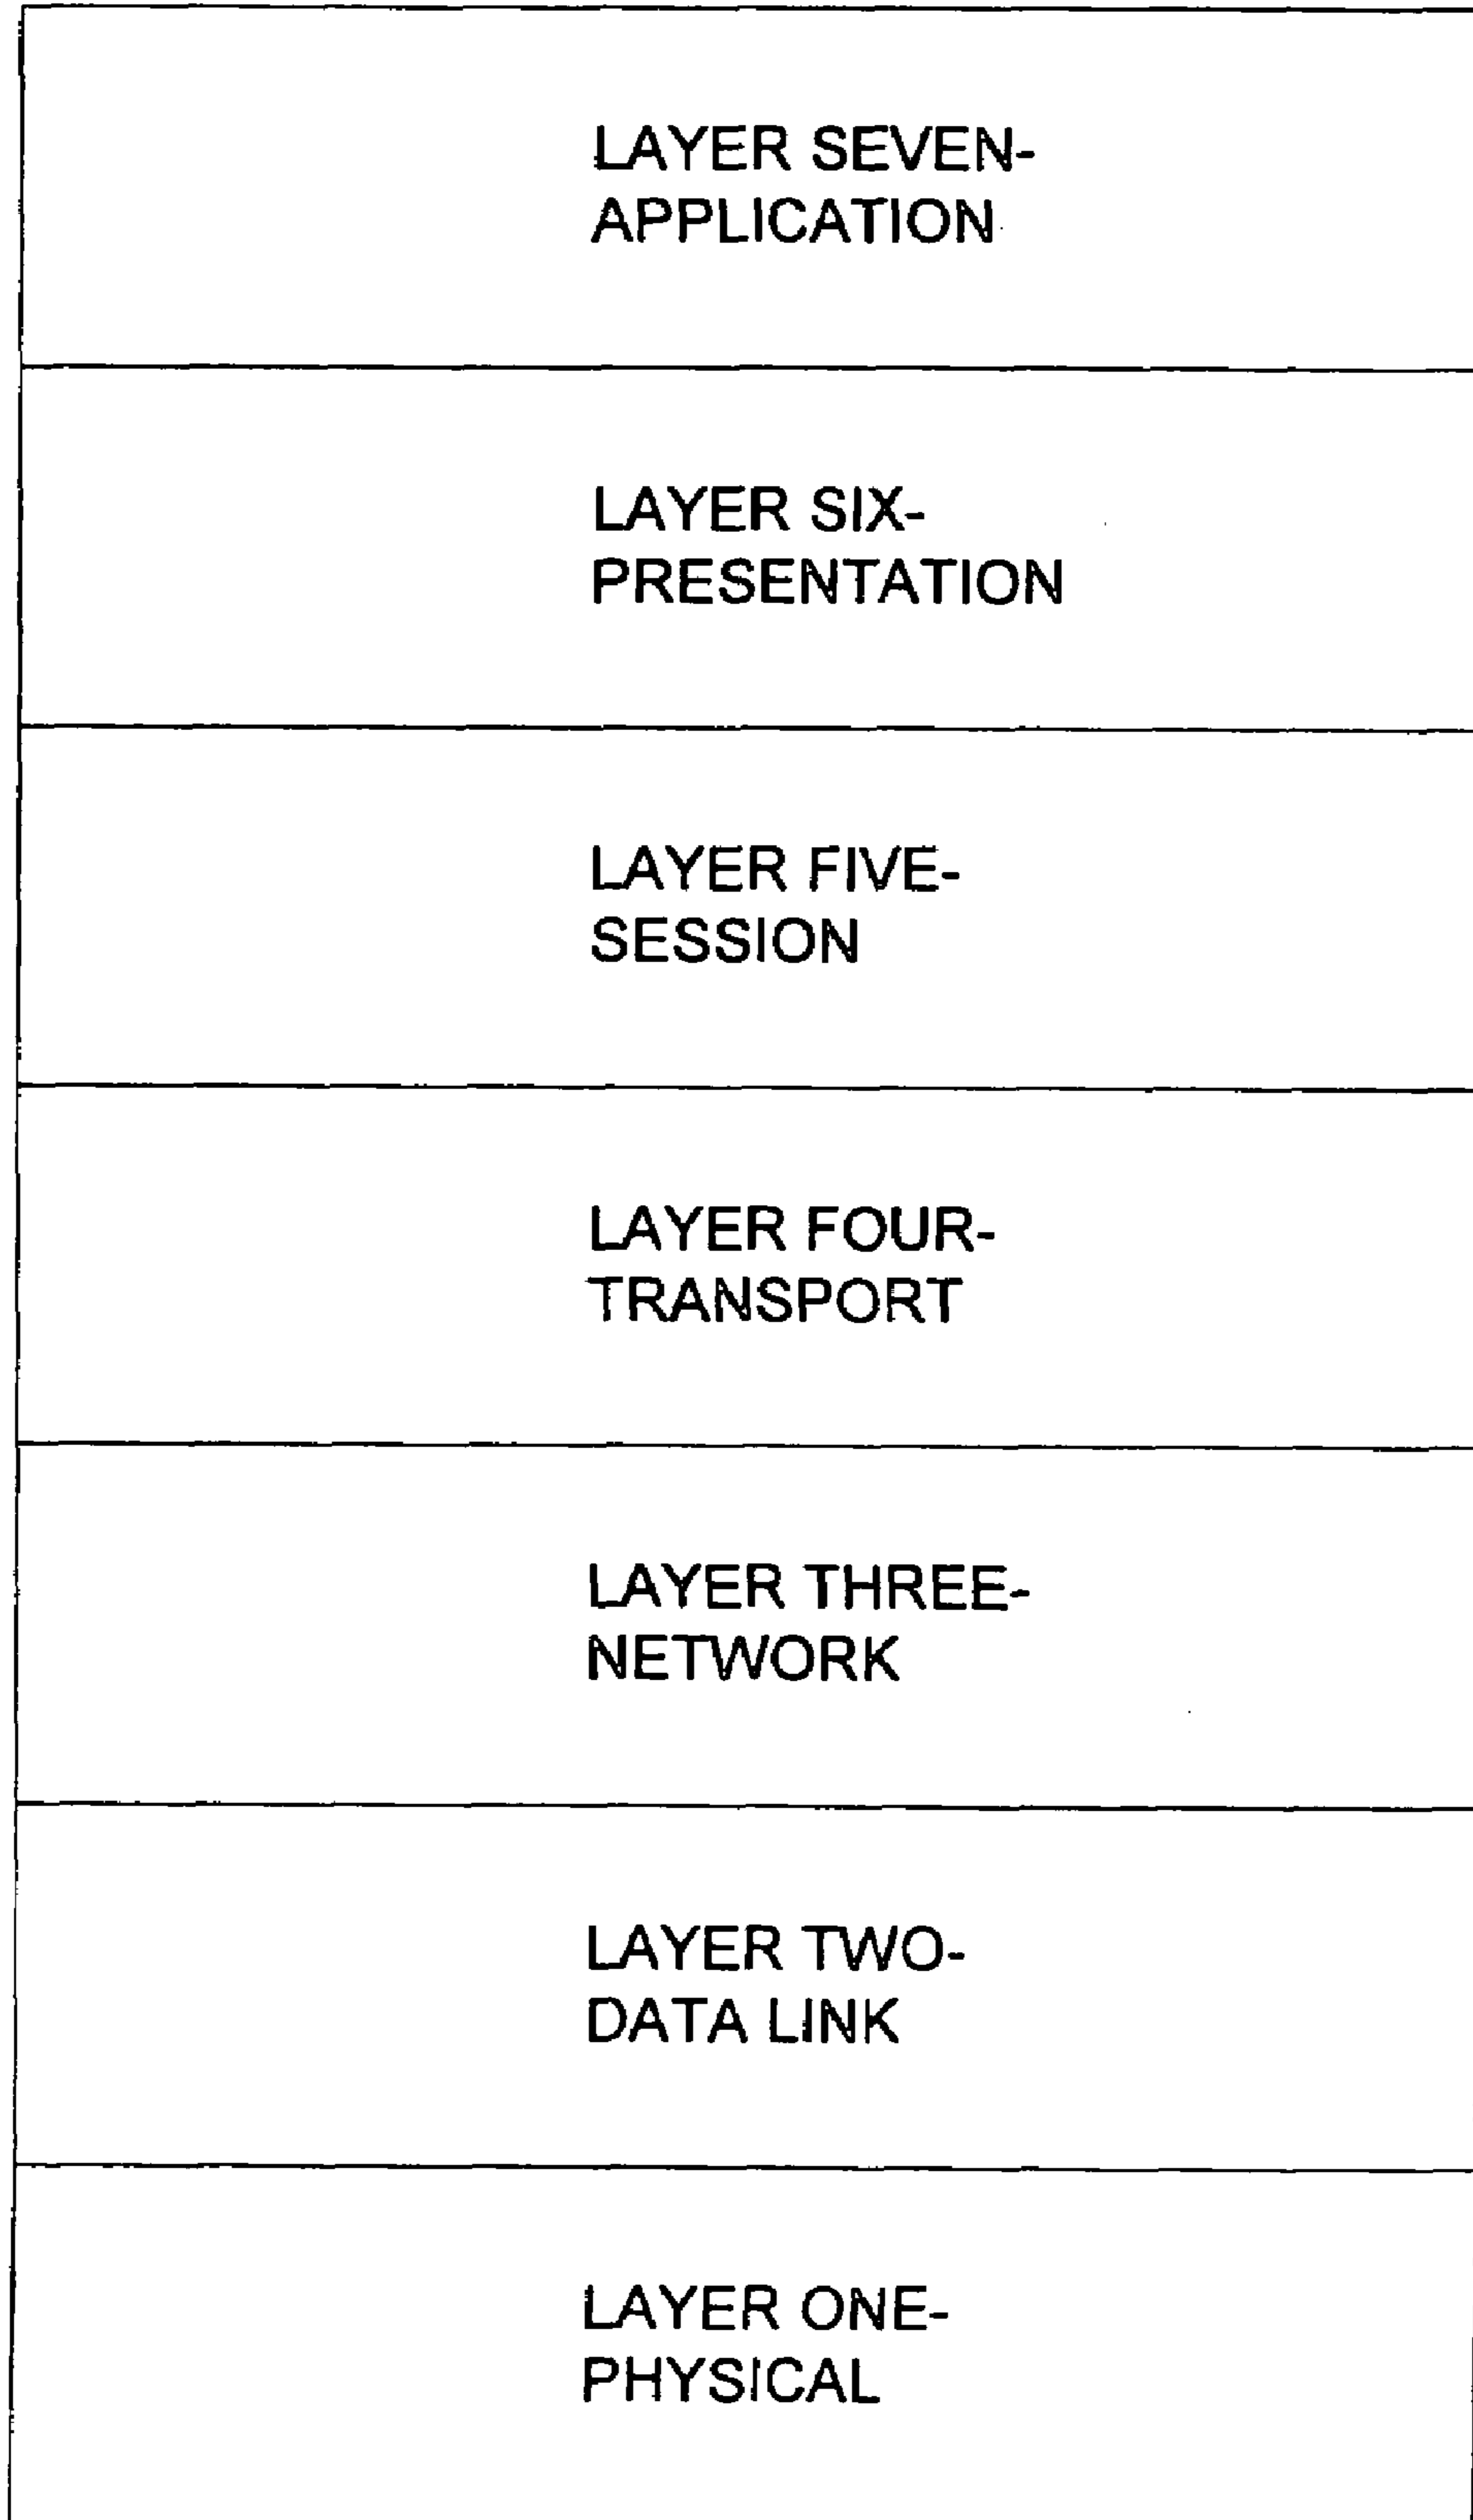 LAYER SEVEN-
APPLICATION
LAYER SIX-
PRESENTATION
LAYER FIVE-
SESSION
LAYER FOUR-
TRANSPORT
LAYER THREE-
NETWORK
LAYER TWO-
DATA LINK
LAYER ONE-
PHYSICAL